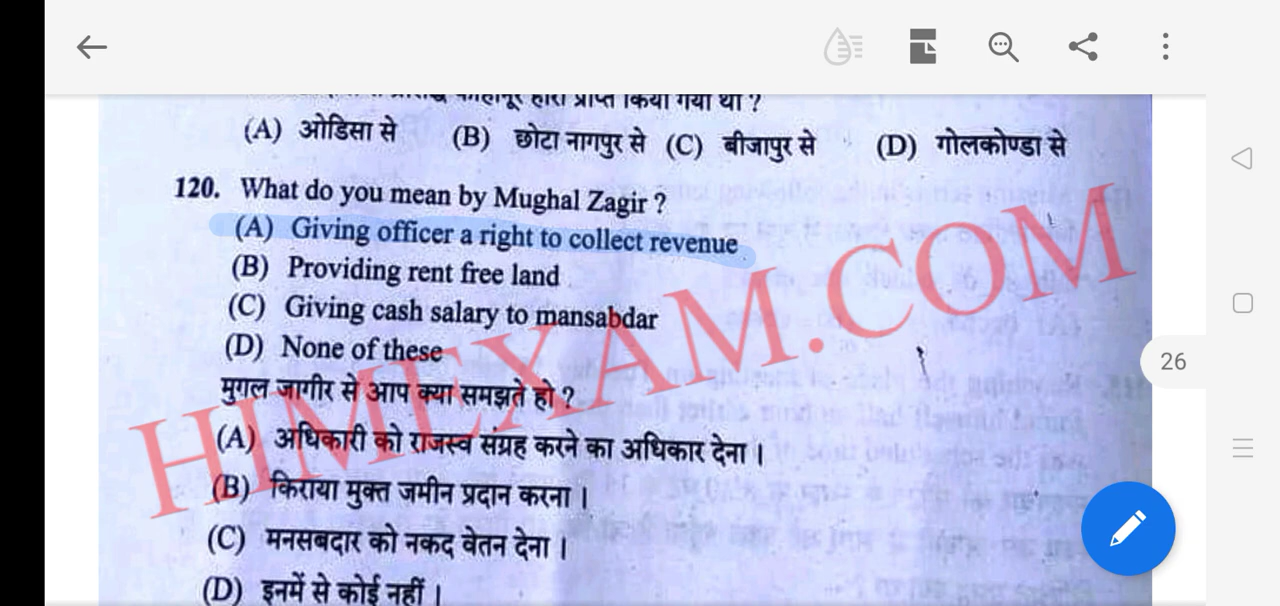 किया गया था ?
(A) ओडिसा से (B) छोटा नागपुर से (C) बीजापुर से (D) गोलकोण्डा से
120. What do you mean by Mughal Zagir ?
(A) Giving officer a right to collect revenue
(B) Providing rent free land
(C) Giving cash salary to mansabdar
(D) None of these
मुगल जागीर से आप क्या समझते हो ?
(A) अधिकारी को राजस्व संग्रह करने का अधिकार देना ।
(B) किराया मुक्त जमीन प्रदान करना ।
(C) मनसबदार को नकद वेतन देना ।
(D) इनमें से कोई नहीं ।
HIMEXAM.COM
26